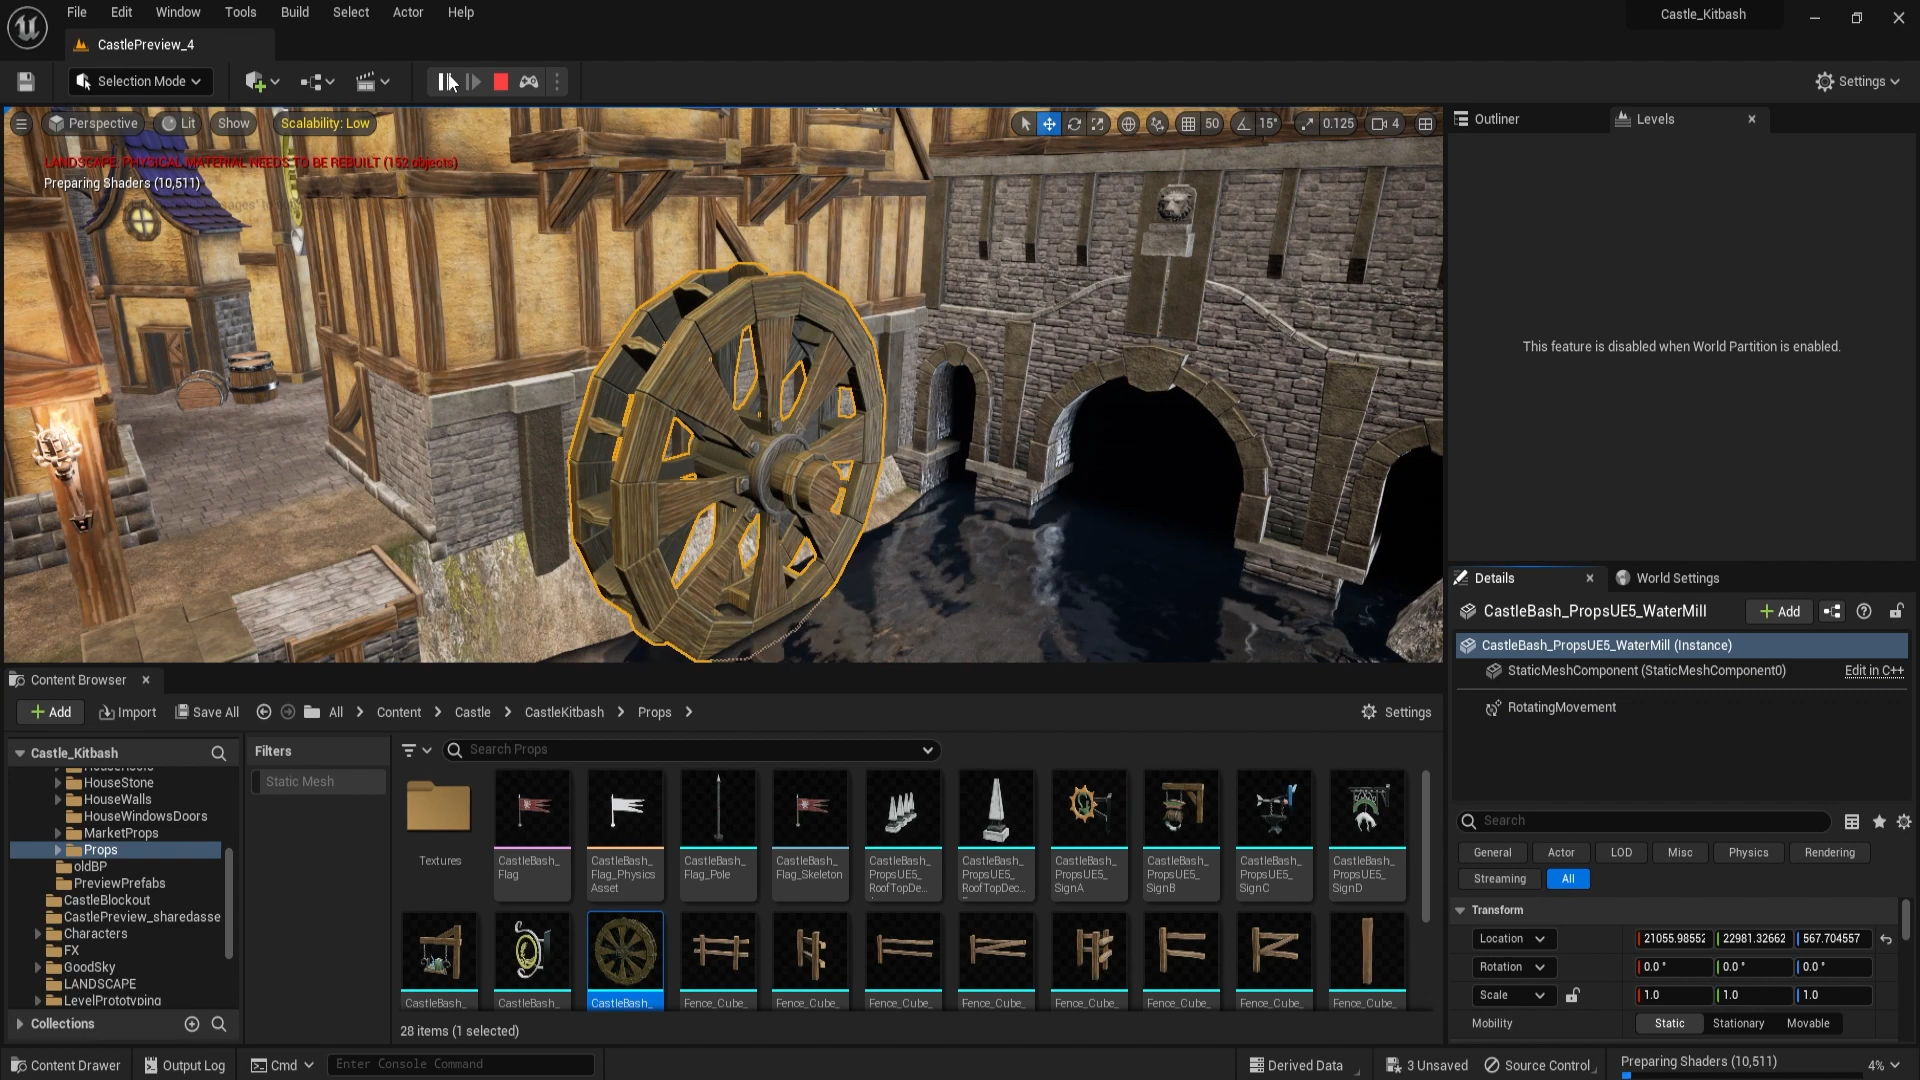 File Edit Window Tools Build Select Actor Help
Castle_Kitbash
CastlePreview_4
Selection Mode
Settings
Perspective Lit Show Scalability: Low
50 15° 0.125 4
LANDSCAPE: PHYSICAL MATERIAL NEEDS TO BE REBUILT (152 objects)
Preparing Shaders (10,511)
Outliner
Levels
This feature is disabled when World Partition is enabled.
Details
World Settings
CastleBash_PropsUE5_WaterMill
Add
CastleBash_PropsUE5_WaterMill (Instance)
StaticMeshComponent (StaticMeshComponent0) Edit in C++
RotatingMovement
Search
General Actor LOD Misc Physics Rendering
Streaming All
Transform
Location 21055.98552 22981.32662 567.704557
Rotation 0.0 ° 0.0 ° 0.0 °
Scale 1.0 1.0 1.0
Mobility Static Stationary Movable
Content Browser
Add Import Save All All > Content > Castle > CastleKitbash > Props >
Settings
Castle_Kitbash
HouseStone
HouseWalls
HouseWindowsDoors
MarketProps
Props
oldBP
PreviewPrefabs
CastleBlockout
CastlePreview_sharedasse
Characters
FX
GoodSky
LANDSCAPE
LevelPrototyping
Collections
Filters
Static Mesh
Search Props
Textures
CastleBash_
Flag
CastleBash_
Flag_Physics
Asset
CastleBash_
Flag_Pole
CastleBash_
Flag_Skeleton
CastleBash_
PropsUE5_
RoofTopDe...
CastleBash_
PropsUE5_
RoofTopDec...
CastleBash_
PropsUE5_
SignA
CastleBash_
PropsUE5_
SignB
CastleBash_
PropsUE5_
SignC
CastleBash_
PropsUE5_
SignD
CastleBash_ CastleBash_ CastleBash_ Fence_Cube_ Fence_Cube_ Fence_Cube_ Fence_Cube_ Fence_Cube_ Fence_Cube_ Fence_Cube_ Fence_Cube_
28 items (1 selected)
Content Drawer Output Log Cmd Enter Console Command
Derived Data 3 Unsaved Source Control
Preparing Shaders (10,511)
4%